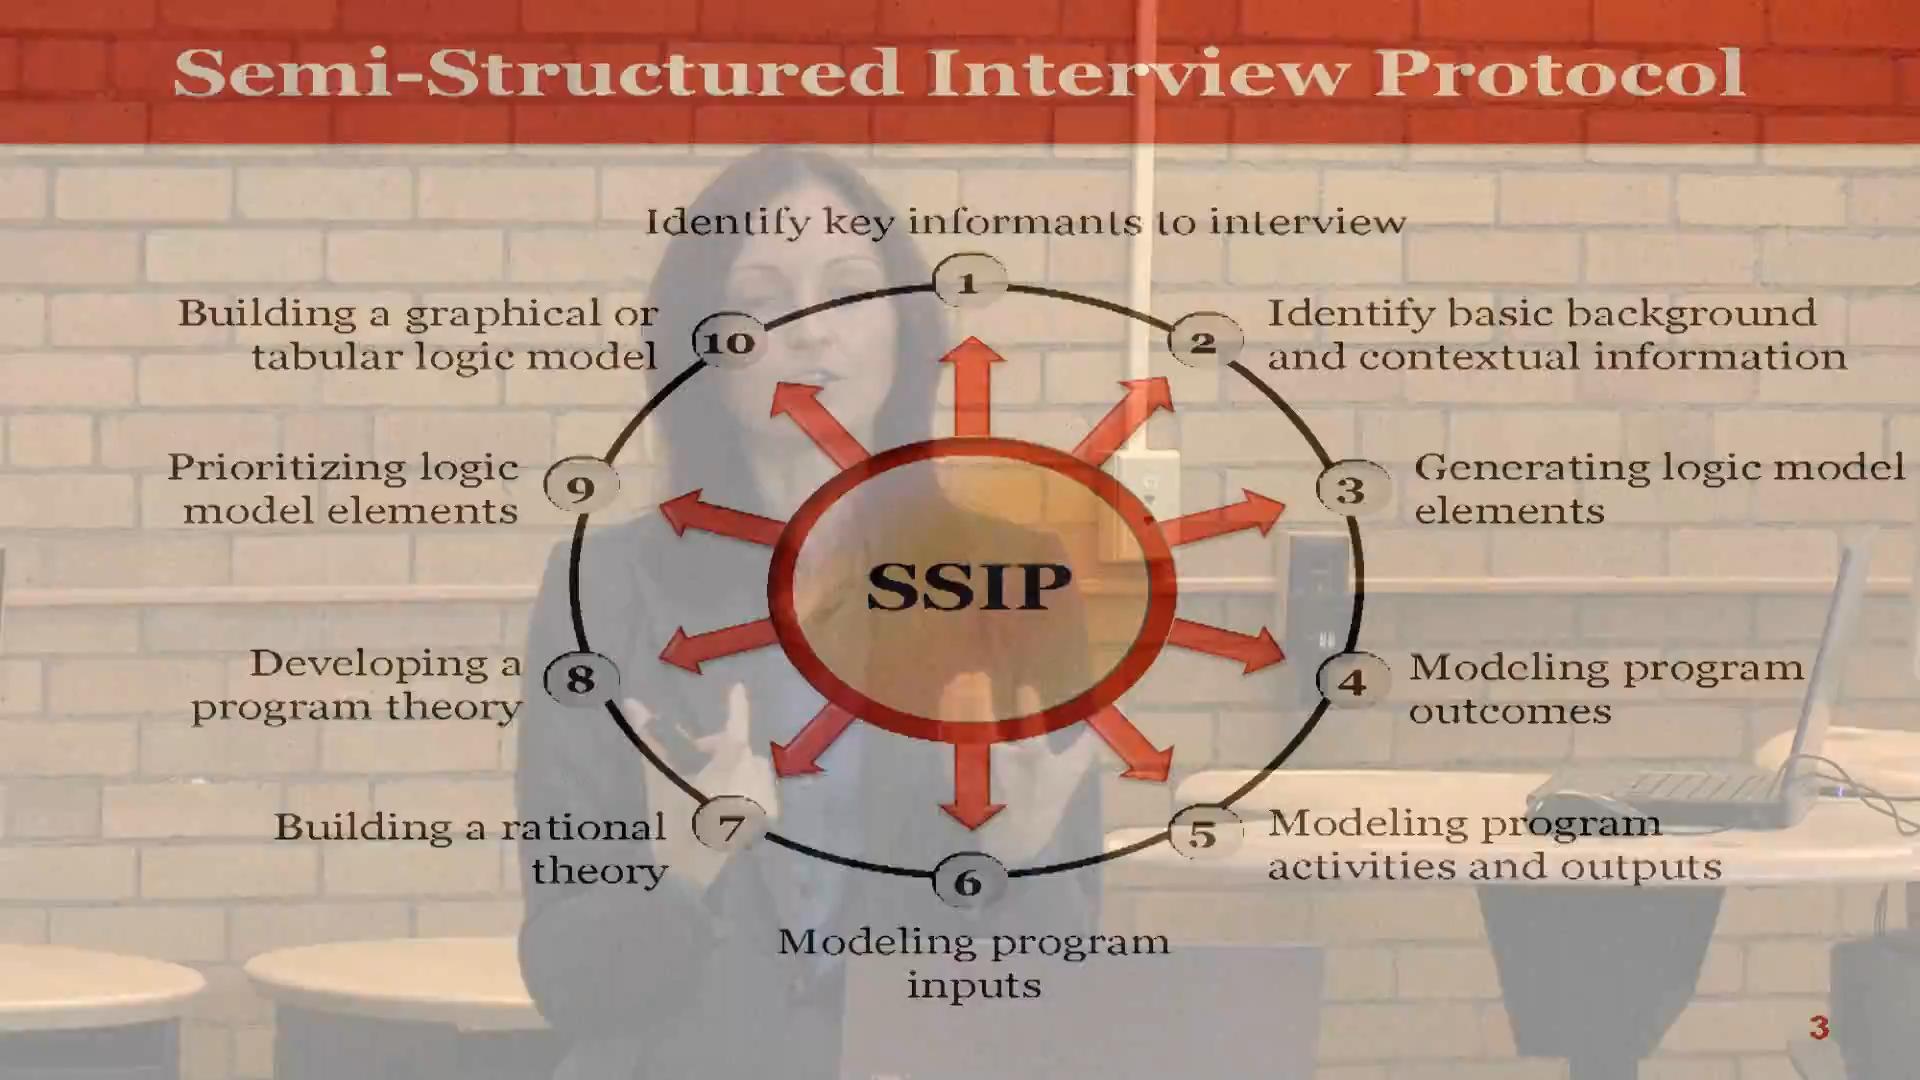 Semi-Structured Interview Protocol
Identify key informants to interview
1
2
Identify basic background
and contextual information
3
Generating logic model
elements
4
Modeling program
outcomes
5
Modeling program
activities and outputs
6
Modeling program
inputs
7
Building a rational
theory
8
Developing a
program theory
9
Prioritizing logic
model elements
10
Building a graphical or
tabular logic model
SSIP
3